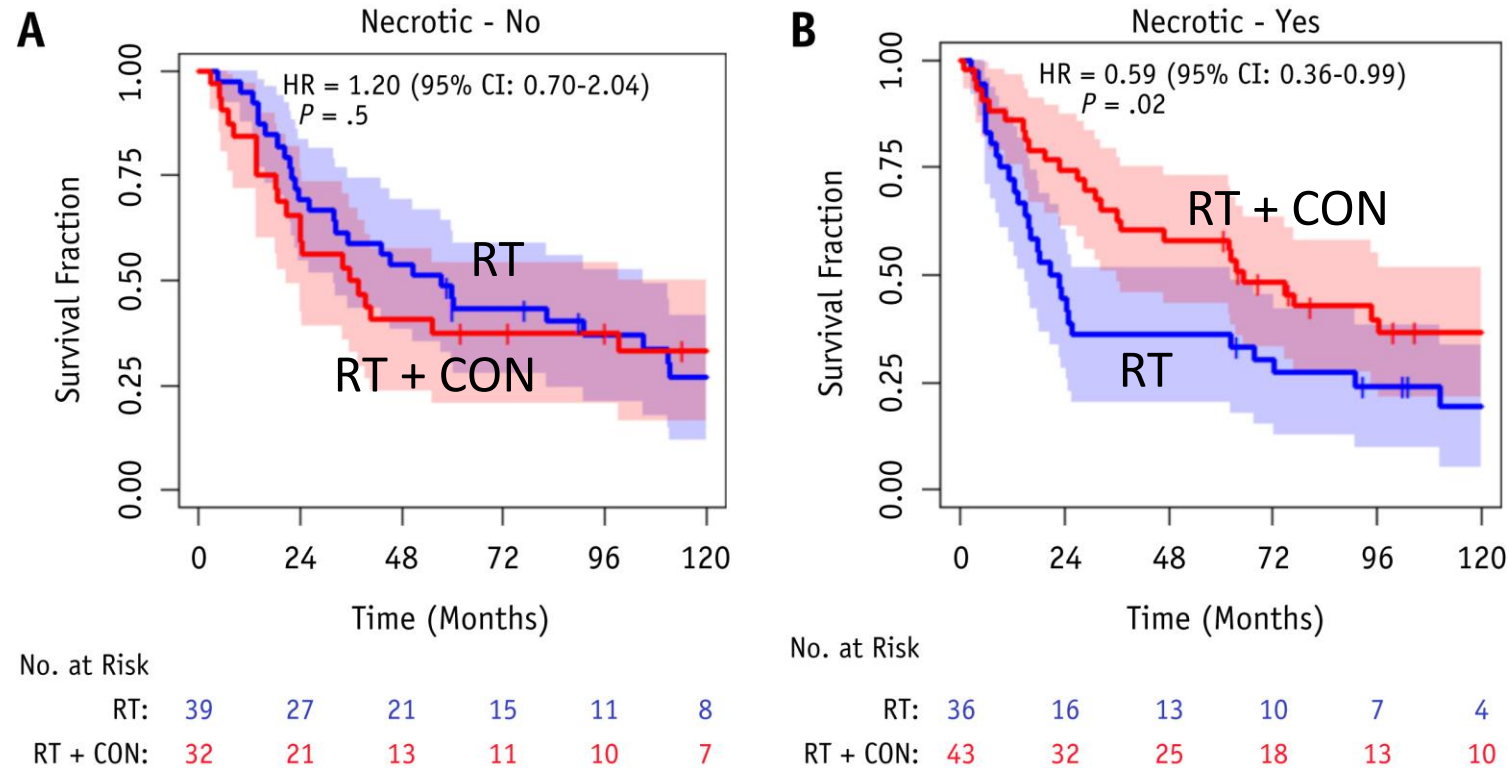 A
Necrotic - No
HR = 1.20 (95% CI: 0.70-2.04)
P = .5
Survival Fraction
1.00
0.75
0.50
0.25
0.00
RT
RT + CON
0 24 48 72 96 120
Time (Months)
No. at Risk
RT: 39 27 21 15 11 8
RT + CON: 32 21 13 11 10 7
B
Necrotic - Yes
HR = 0.59 (95% CI: 0.36-0.99)
P = .02
Survival Fraction
1.00
0.75
0.50
0.25
0.00
RT + CON
RT
0 24 48 72 96 120
Time (Months)
No. at Risk
RT: 36 16 13 10 7 4
RT + CON: 43 32 25 18 13 10